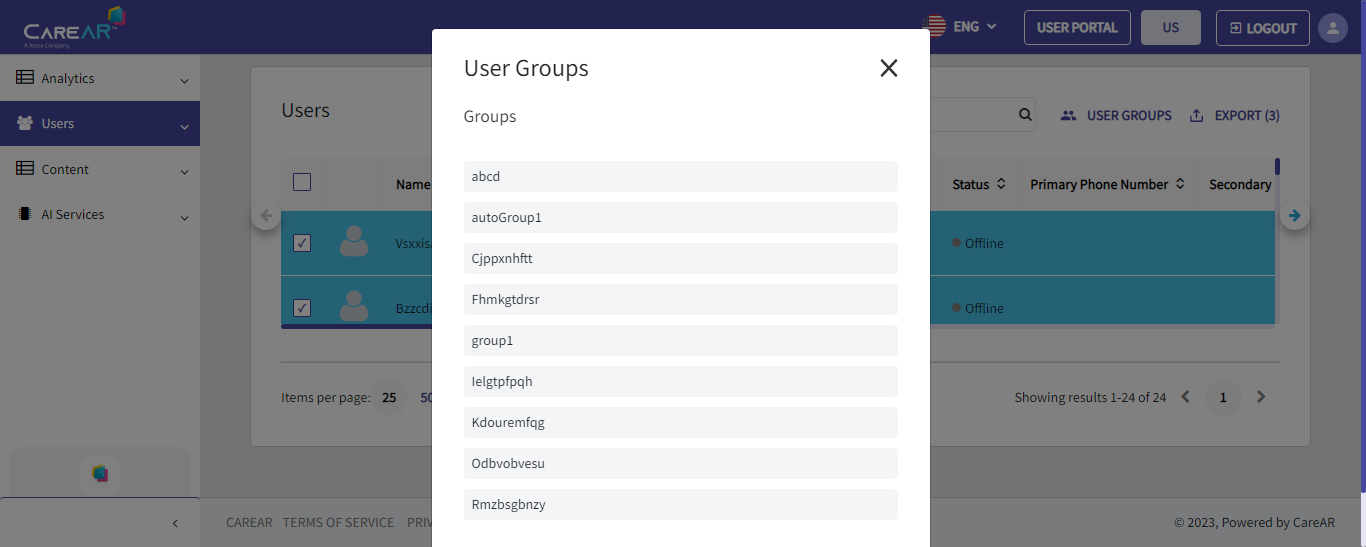 CAREAR™
A Xerox Company
ENG
USER PORTAL
US
LOGOUT
Analytics
Users
Content
AI Services
Users
USER GROUPS
EXPORT (3)
Name
Status
Primary Phone Number
Secondary
Offline
Offline
Items per page:
25
50
Showing results 1-24 of 24
1
User Groups
Groups
abcd
autoGroup1
Cjppxnhftt
Fhmkgtdrsr
group1
Ielgtpfpqh
Kdouremfqg
Odbvobvesu
Rmzbsgbnzy
CAREAR
TERMS OF SERVICE
© 2023, Powered by CareAR